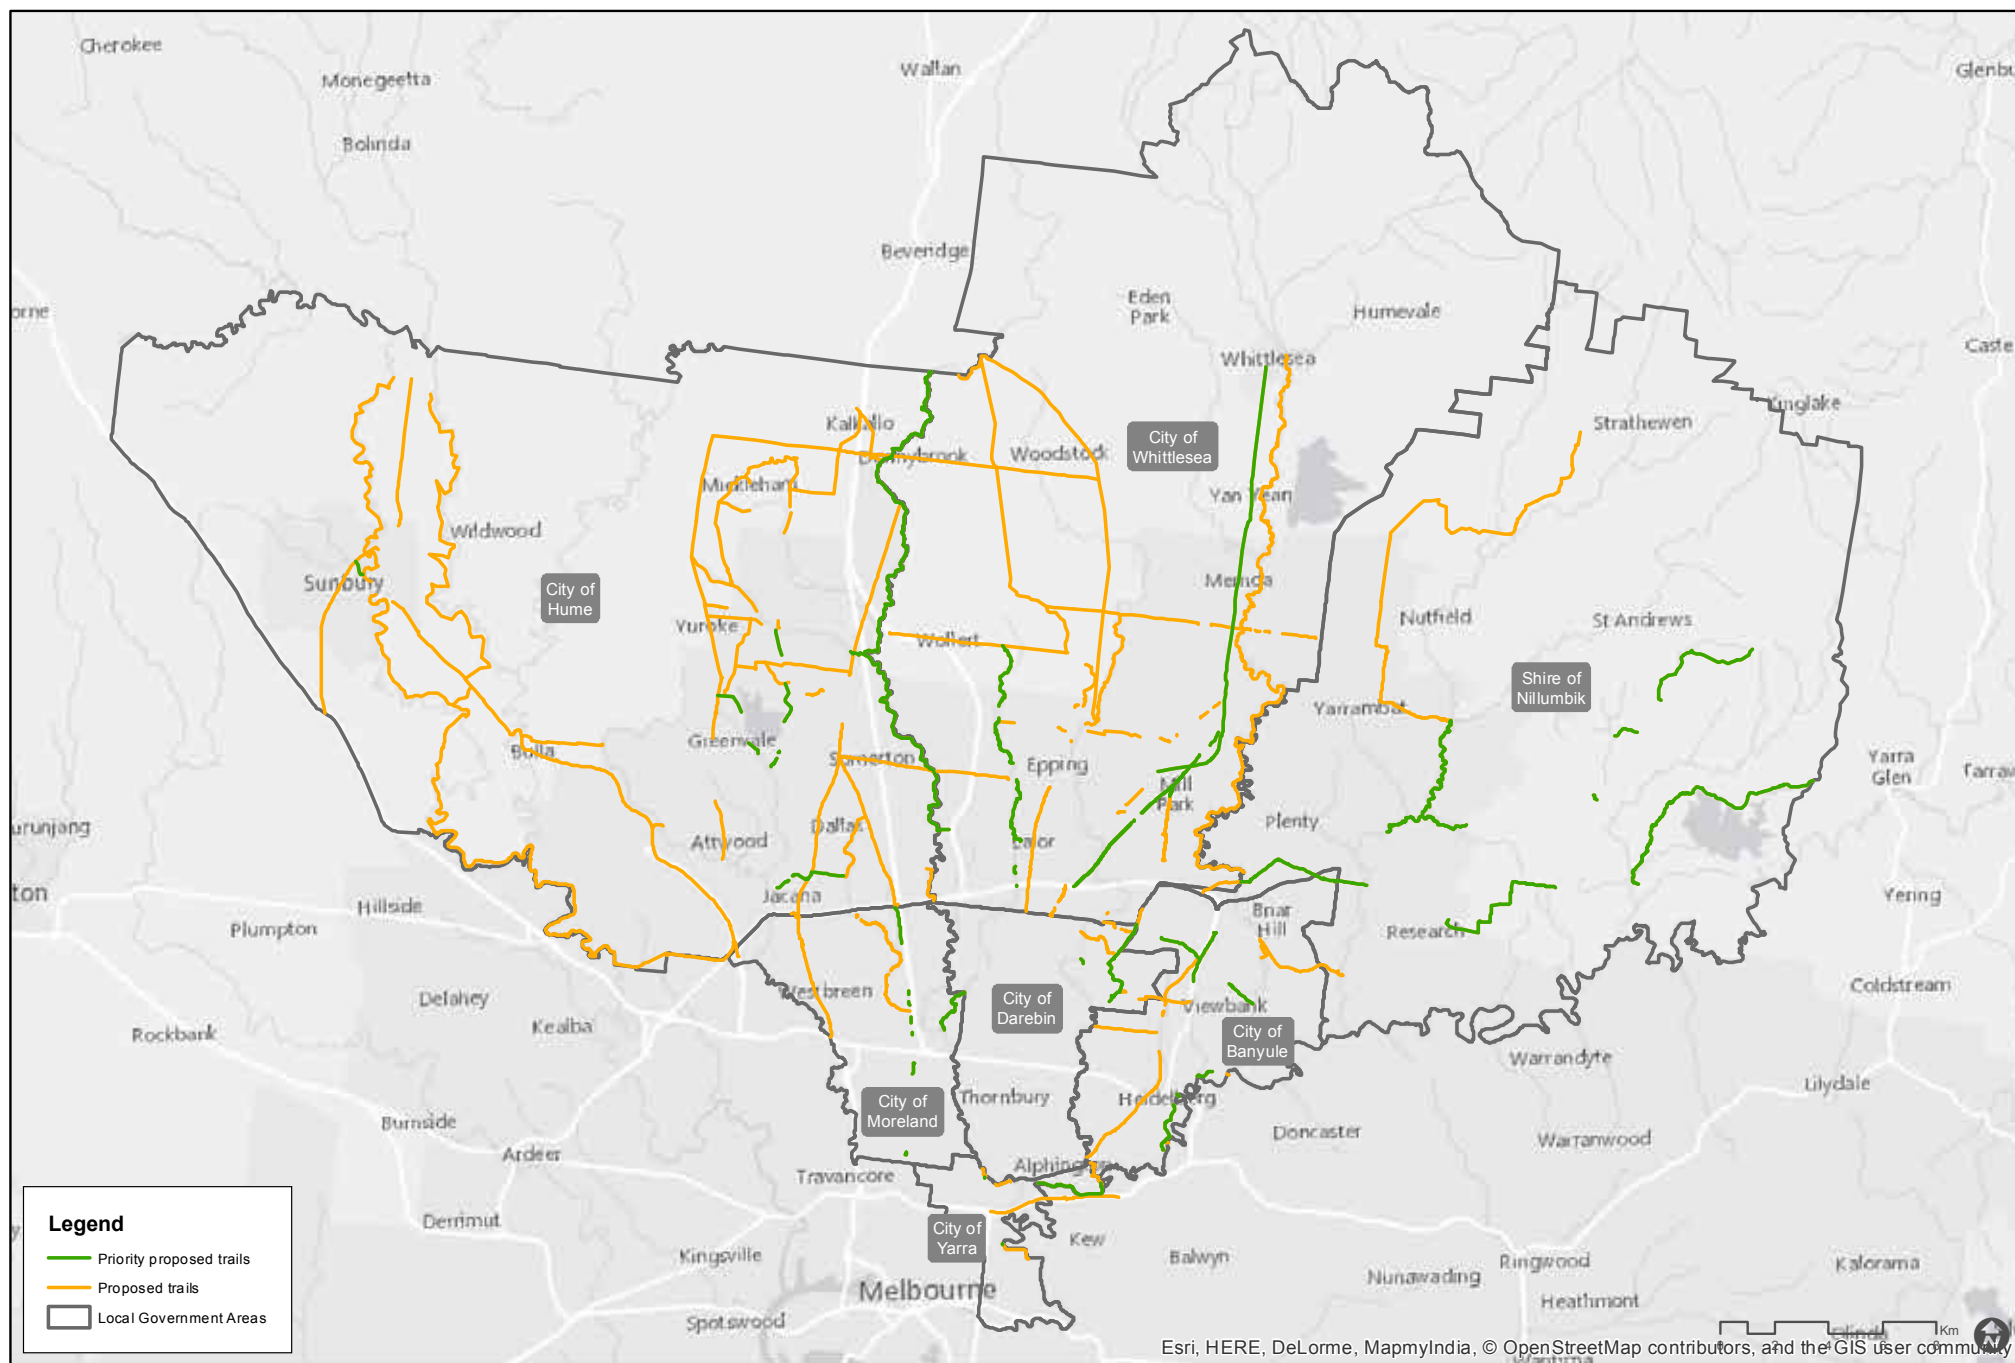 Cherokee
Monegeetta
Wallan
Bolinda
Beveridge
Eden
Park
Humevale
Whittlesea
Kalkallo
Strathewen
Donnybrook
Woodstock
City of
Whittlesea
Mickleham
Yan Yean
Wildwood
Sunbury
City of
Hume
Mernda
Nutfield
St Andrews
Yuroke
Wollert
Shire of
Nillumbik
Yarrambat
Greenvale
Bulla
Somerton
Epping
Mill
Park
Yarra
Glen
Attwood
Dallas
Lalor
Plenty
Jacana
Hillside
Plumpton
Briar
Hill
Research
Yering
Delahey
Westbreen
City of
Darebin
Viewbank
Coldstream
Rockbank
Kealba
City of
Banyule
Warrandyte
Lilydale
City of
Moreland
Thornbury
Heidelberg
Burnside
Ardeer
Doncaster
Warranwood
Travancore
Alphington
Derrimut
City of
Yarra
Kew
Kingsville
Balwyn
Ringwood
Nunawading
Kalorama
Melbourne
Heathmont
Spotswood
Legend
Priority proposed trails
Proposed trails
Local Government Areas
Km
N
Esri, HERE, DeLorme, MapmyIndia, © OpenStreetMap contributors, and the GIS user community